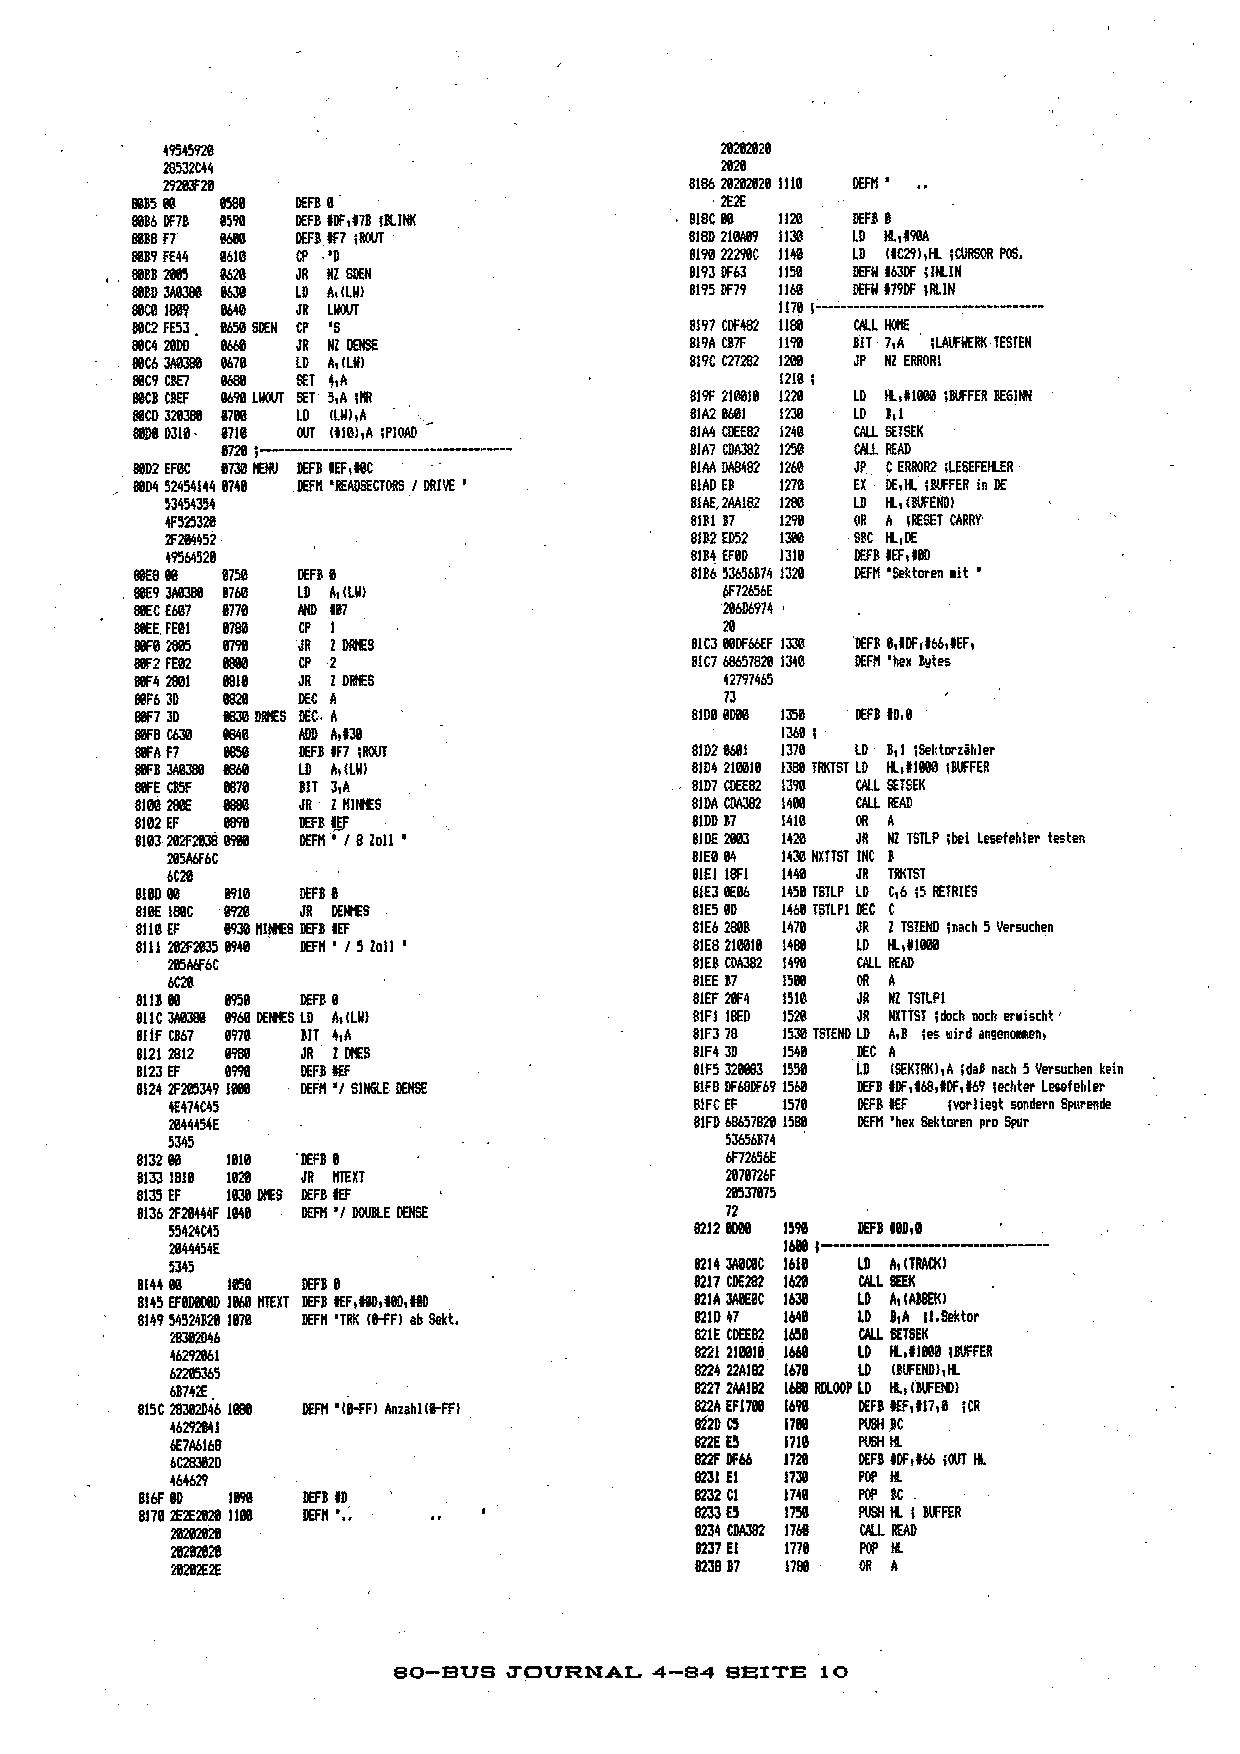 49545920
28532C44
29203F20
80B5 00 0580 DEFB 0
80B6 DF7B 0590 DEFB #DF,#7B ;BLINK
80B8 F7 0600 DEFB #F7 ;ROUT
80B9 FE44 0610 CP "D
80BB 2005 0620 JR NZ SDEN
80BD 3A0380 0630 LD A,(LW)
80C0 1809 0640 JR LWOUT
80C2 FE53 0650 SDEN CP "S
80C4 20DD 0660 JR NZ DENSE
80C6 3A0380 0670 LD A,(LW)
80C9 CBE7 0680 SET 4,A
80CB CBEF 0690 LWOUT SET 5,A ;MR
80CD 320380 0700 LD (LW),A
80D0 D310 0710 OUT (#10),A ;PIOAD
0720 ;-----------------------------------
80D2 EF0C 0730 MENU DEFB #EF,#0C
80D4 52454144 0740 DEFM "READSECTORS / DRIVE "
53454354
4F525320
2F204452
49564520
80E8 00 0750 DEFB 0
80E9 3A0380 0760 LD A,(LW)
80EC E607 0770 AND #07
80EE FE01 0780 CP 1
80F0 2805 0790 JR Z DRMES
80F2 FE02 0800 CP 2
80F4 2801 0810 JR Z DRMES
80F6 3D 0820 DEC A
80F7 3D 0830 DRMES DEC A
80F8 C630 0840 ADD A,#30
80FA F7 0850 DEFB #F7 ;ROUT
80FB 3A0380 0860 LD A,(LW)
80FE CB5F 0870 BIT 3,A
8100 280E 0880 JR Z MINMES
8102 EF 0890 DEFB #EF
8103 202F2038 0900 DEFM " / 8 Zoll "
205A6F6C
6C20
810D 00 0910 DEFB 0
810E 180C 0920 JR DENMES
8110 EF 0930 MINMES DEFB #EF
8111 202F2035 0940 DEFM " / 5 Zoll "
205A6F6C
6C20
811B 00 0950 DEFB 0
811C 3A0380 0960 DENMES LD A,(LW)
811F CB67 0970 BIT 4,A
8121 2812 0980 JR Z DMES
8123 EF 0990 DEFB #EF
8124 2F205349 1000 DEFM "/ SINGLE DENSE
4E474C45
2044454E
5345
8132 00 1010 DEFB 0
8133 1810 1020 JR MTEXT
8135 EF 1030 DMES DEFB #EF
8136 2F20444F 1040 DEFM "/ DOUBLE DENSE
55424C45
2044454E
5345
8144 00 1050 DEFB 0
8145 EF0D0D0D 1060 MTEXT DEFB #EF,#0D,#0D,#0D
8149 54524B20 1070 DEFM "TRK (0-FF) ab Sekt.
28302D46
46292061
62205365
6B742E
815C 28302D46 1080 DEFM "(0-FF) Anzahl(0-FF)
46292041
6E7A6168
6C28302D
464629
816F 0D 1090 DEFB #D
8170 2E2E2020 1100 DEFM ".. .. "
20202020
20202020
20202E2E
20202020
2020
8186 20202020 1110 DEFM " ..
2E2E
818C 00 1120 DEFB 0
818D 210A09 1130 LD HL,#90A
8190 22290C 1140 LD (#C29),HL ;CURSOR POS.
8193 DF63 1150 DEFW #63DF ;INLIN
8195 DF79 1160 DEFW #79DF ;RLIN
1170 ;--------------------------------
8197 CDF482 1180 CALL HOME
819A CB7F 1190 BIT 7,A ;LAUFWERK TESTEN
819C C27282 1200 JP NZ ERROR1
1210 ;
819F 210010 1220 LD HL,#1000 ;BUFFER BEGINN
81A2 0601 1230 LD B,1
81A4 CDEE82 1240 CALL SETSEK
81A7 CDA382 1250 CALL READ
81AA DA8482 1260 JP C ERROR2 ;LESEFEHLER
81AD EB 1270 EX DE,HL ;BUFFER in DE
81AE 2AA182 1280 LD HL,(BUFEND)
81B1 B7 1290 OR A ;RESET CARRY
81B2 ED52 1300 SBC HL,DE
81B4 EF0D 1310 DEFB #EF,#0D
81B6 53656B74 1320 DEFM "Sektoren mit "
6F72656E
206D6974
20
81C3 00DF66EF 1330 DEFB 0,#DF,#66,#EF,
81C7 68657820 1340 DEFM "hex Bytes
42797465
73
81D0 0D00 1350 DEFB #D,0
1360 ;
81D2 0601 1370 LD B,1 ;Sektorzähler
81D4 210010 1380 TRKTST LD HL,#1000 ;BUFFER
81D7 CDEE82 1390 CALL SETSEK
81DA CDA382 1400 CALL READ
81DD B7 1410 OR A
81DE 2003 1420 JR NZ TSTLP ;bei Lesefehler testen
81E0 04 1430 NXTTST INC B
81E1 18F1 1440 JR TRKTST
81E3 0E06 1450 TSTLP LD C,6 ;5 RETRIES
81E5 0D 1460 TSTLP1 DEC C
81E6 280B 1470 JR Z TSTEND ;nach 5 Versuchen
81E8 210010 1480 LD HL,#1000
81EB CDA382 1490 CALL READ
81EE B7 1500 OR A
81EF 20F4 1510 JR NZ TSTLP1
81F1 18ED 1520 JR NXTTST ;doch noch erwischt
81F3 78 1530 TSTEND LD A,B ;es wird angenommen,
81F4 3D 1540 DEC A
81F5 320083 1550 LD (SEKTRK),A ;daß nach 5 Versuchen kein
81F8 DF68DF69 1560 DEFB #DF,#68,#DF,#69 ;echter Lesefehler
81FC EF 1570 DEFB #EF ;vorliegt sondern Spurende
81FD 68657820 1580 DEFM "hex Sektoren pro Spur
53656B74
6F72656E
2070726F
20537075
72
8212 0D00 1590 DEFB #0D,0
1600 ;--------------------------------
8214 3A0C0C 1610 LD A,(TRACK)
8217 CDE282 1620 CALL SEEK
821A 3A0E0C 1630 LD A,(ABSEK)
821D 47 1640 LD B,A ;1.Sektor
821E CDEE82 1650 CALL SETSEK
8221 210010 1660 LD HL,#1000 ;BUFFER
8224 22A182 1670 LD (BUFEND),HL
8227 2AA182 1680 RDLOOP LD HL,(BUFEND)
822A EF1700 1690 DEFB #EF,#17,0 ;CR
822D C5 1700 PUSH BC
822E E5 1710 PUSH HL
822F DF66 1720 DEFB #DF,#66 ;OUT HL
8231 E1 1730 POP HL
8232 C1 1740 POP BC
8233 E5 1750 PUSH HL ; BUFFER
8234 CDA382 1760 CALL READ
8237 E1 1770 POP HL
8238 B7 1780 OR A
80-BUS JOURNAL 4-84 SEITE 10